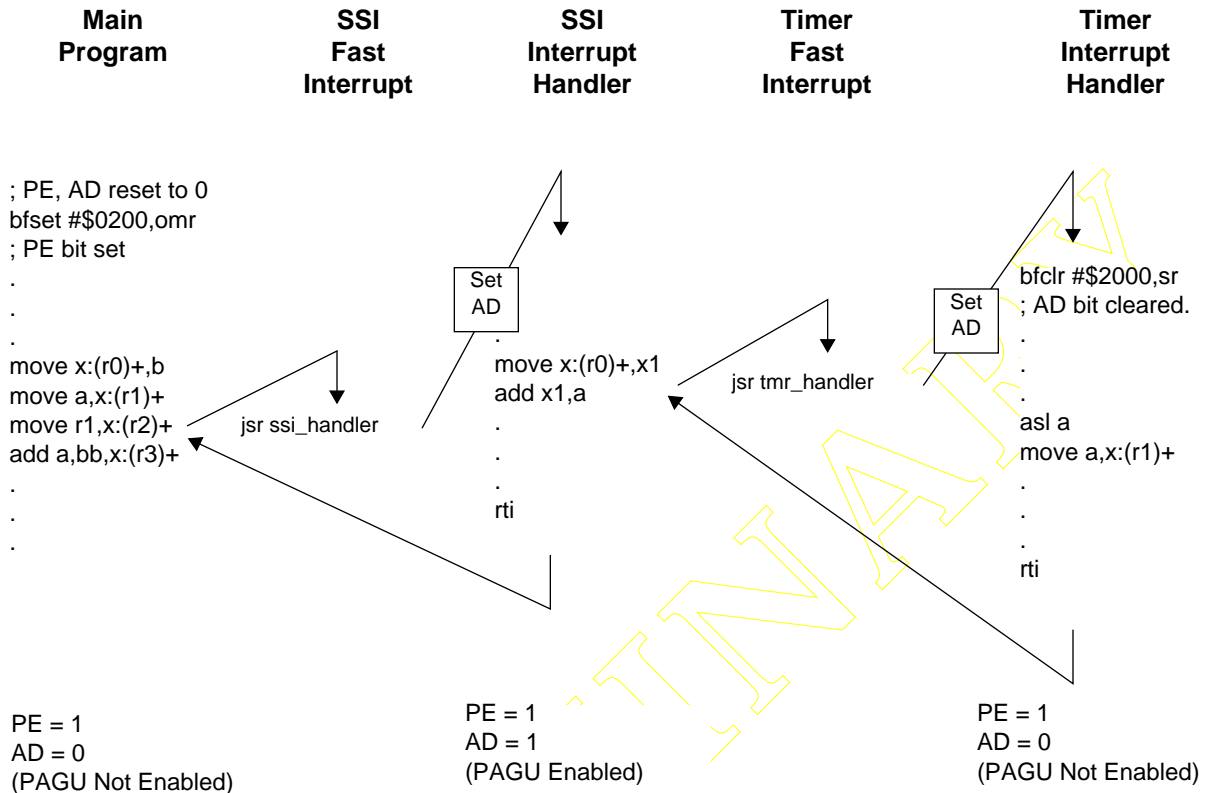 Main
Program
SSI
Fast
Interrupt
SSI
Interrupt
Handler
Timer
Fast
Interrupt
Timer
Interrupt
Handler
; PE, AD reset to 0
bfset #$0200,omr
; PE bit set
.
.
.
move x:(r0)+,b
move a,x:(r1)+
move r1,x:(r2)+
add a,bb,x:(r3)+
.
.
.
jsr ssi_handler
Set
AD
.
move x:(r0)+,x1
add x1,a
.
.
.
rti
jsr tmr_handler
Set
AD
bfclr #$2000,sr
; AD bit cleared.
.
.
.
asl a
move a,x:(r1)+
.
.
.
rti
PE = 1
AD = 0
(PAGU Not Enabled)
PE = 1
AD = 1
(PAGU Enabled)
PE = 1
AD = 0
(PAGU Not Enabled)